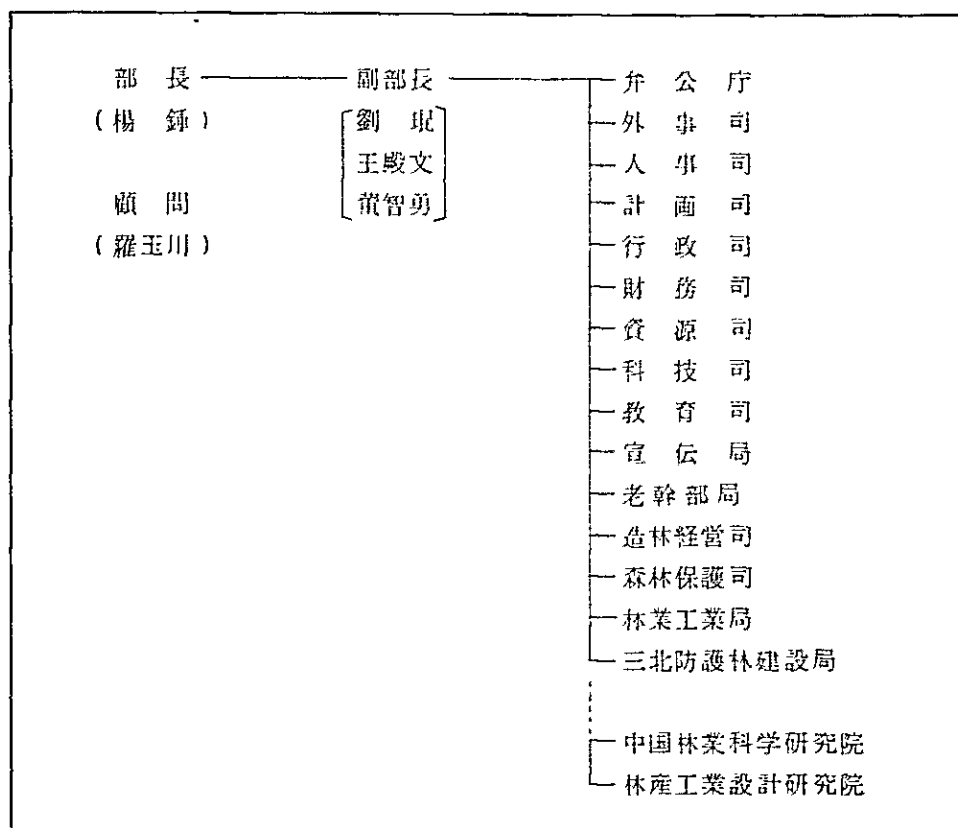 部長
(楊鍾)
顧問
(羅玉川)
副部長
劉琨
王殿文
董智勇
弁公庁
外事司
人事司
計画司
行政司
財務司
資源司
科技司
教育司
宣伝局
老幹部局
造林経営司
森林保護司
林業工業局
三北防護林建設局
中国林業科学研究院
林産工業設計研究院